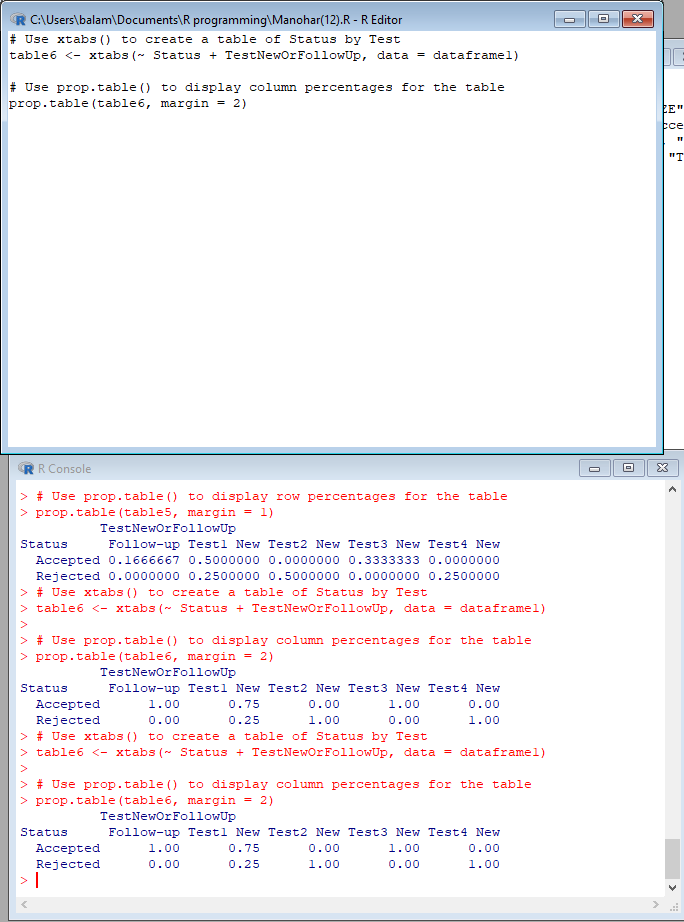 C:\Users\balam\Documents\R programming\Manohar(12).R - R Editor
# Use xtabs() to create a table of Status by Test
table6 <- xtabs(~ Status + TestNewOrFollowUp, data = dataframe1)
# Use prop.table() to display column percentages for the table
prop.table(table6, margin = 2)
ZE"
cce
, "
"T
R Console
> # Use prop.table() to display row percentages for the table
> prop.table(table5, margin = 1)
          TestNewOrFollowUp
Status     Follow-up Test1 New Test2 New Test3 New Test4 New
  Accepted 0.1666667 0.5000000 0.0000000 0.3333333 0.0000000
  Rejected 0.0000000 0.2500000 0.5000000 0.0000000 0.2500000
> # Use xtabs() to create a table of Status by Test
> table6 <- xtabs(~ Status + TestNewOrFollowUp, data = dataframe1)
>
> # Use prop.table() to display column percentages for the table
> prop.table(table6, margin = 2)
          TestNewOrFollowUp
Status     Follow-up Test1 New Test2 New Test3 New Test4 New
  Accepted      1.00      0.75      0.00      1.00      0.00
  Rejected      0.00      0.25      1.00      0.00      1.00
> # Use xtabs() to create a table of Status by Test
> table6 <- xtabs(~ Status + TestNewOrFollowUp, data = dataframe1)
>
> # Use prop.table() to display column percentages for the table
> prop.table(table6, margin = 2)
          TestNewOrFollowUp
Status     Follow-up Test1 New Test2 New Test3 New Test4 New
  Accepted      1.00      0.75      0.00      1.00      0.00
  Rejected      0.00      0.25      1.00      0.00      1.00
>